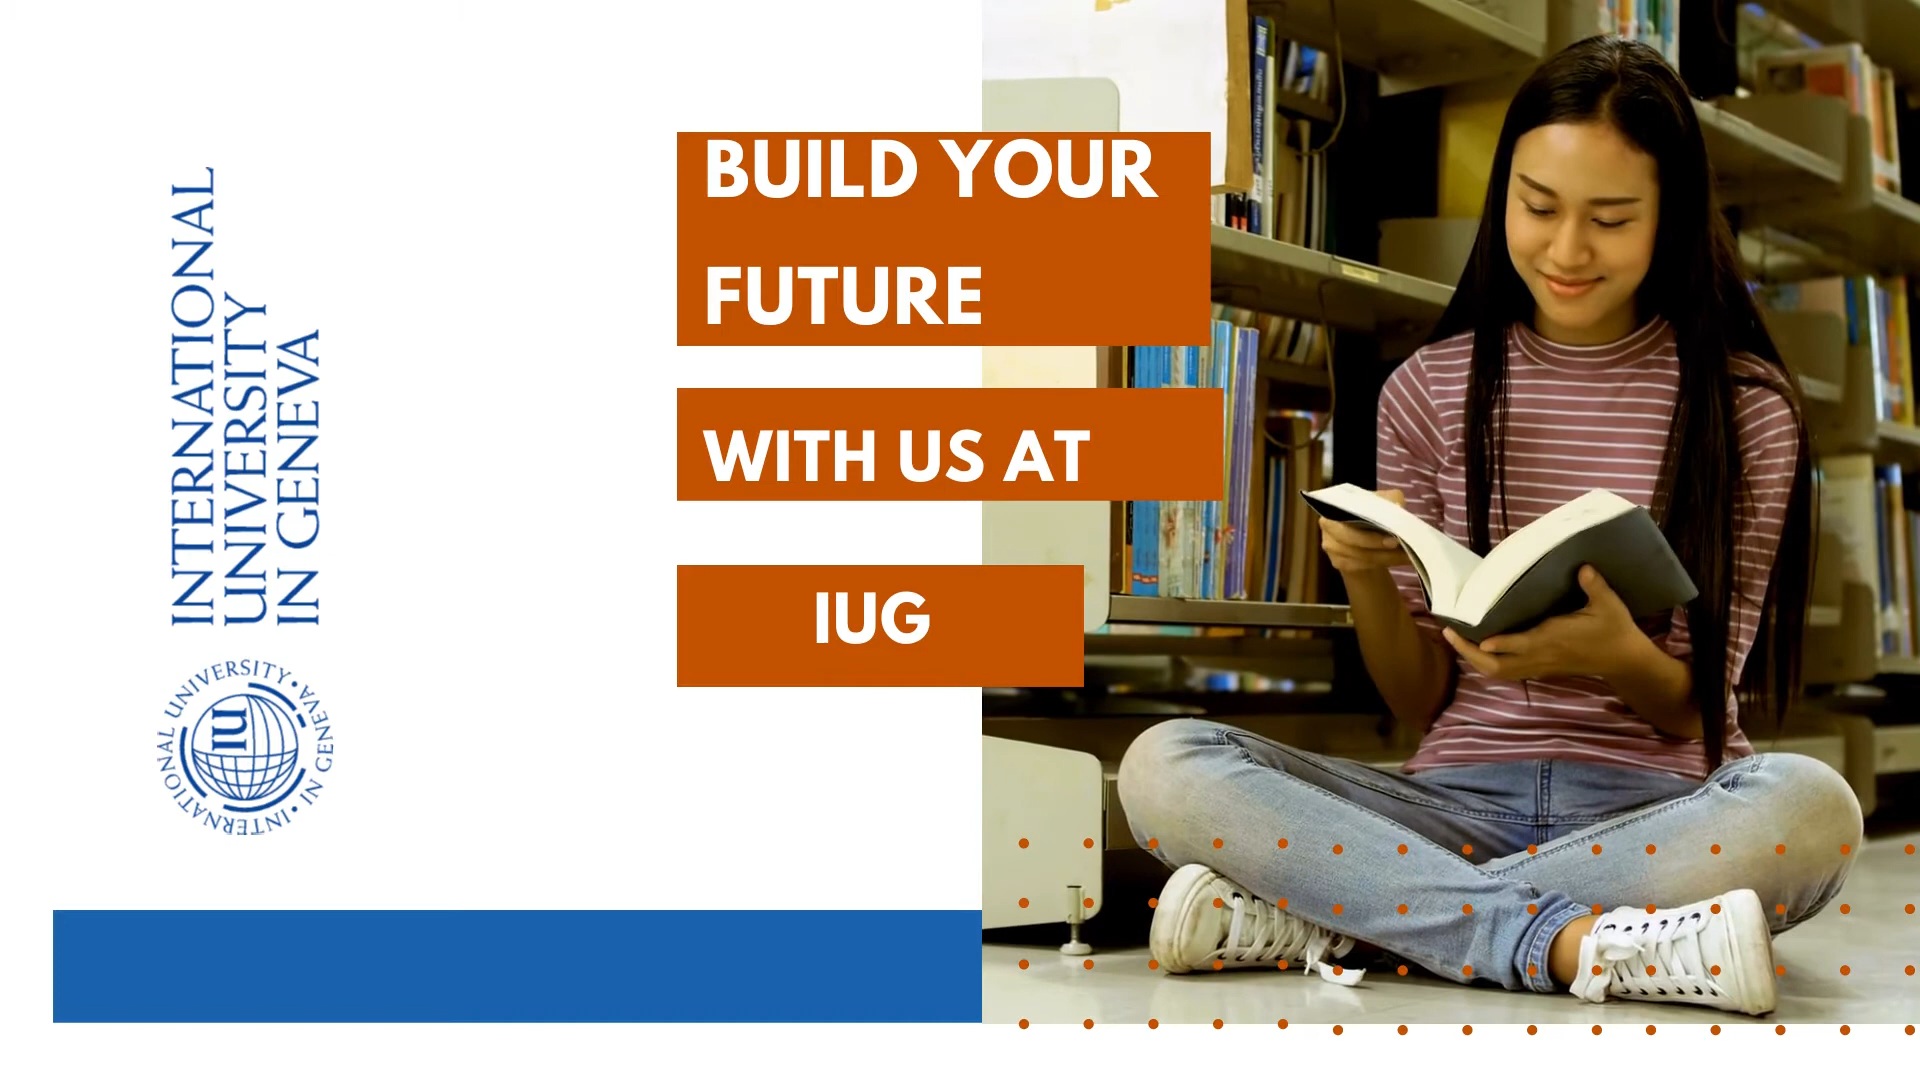 INTERNATIONAL
UNIVERSITY
IN GENEVA
INTERNATIONAL UNIVERSITY • IN GENEVA •
IU
BUILD YOUR
FUTURE
WITH US AT
IUG